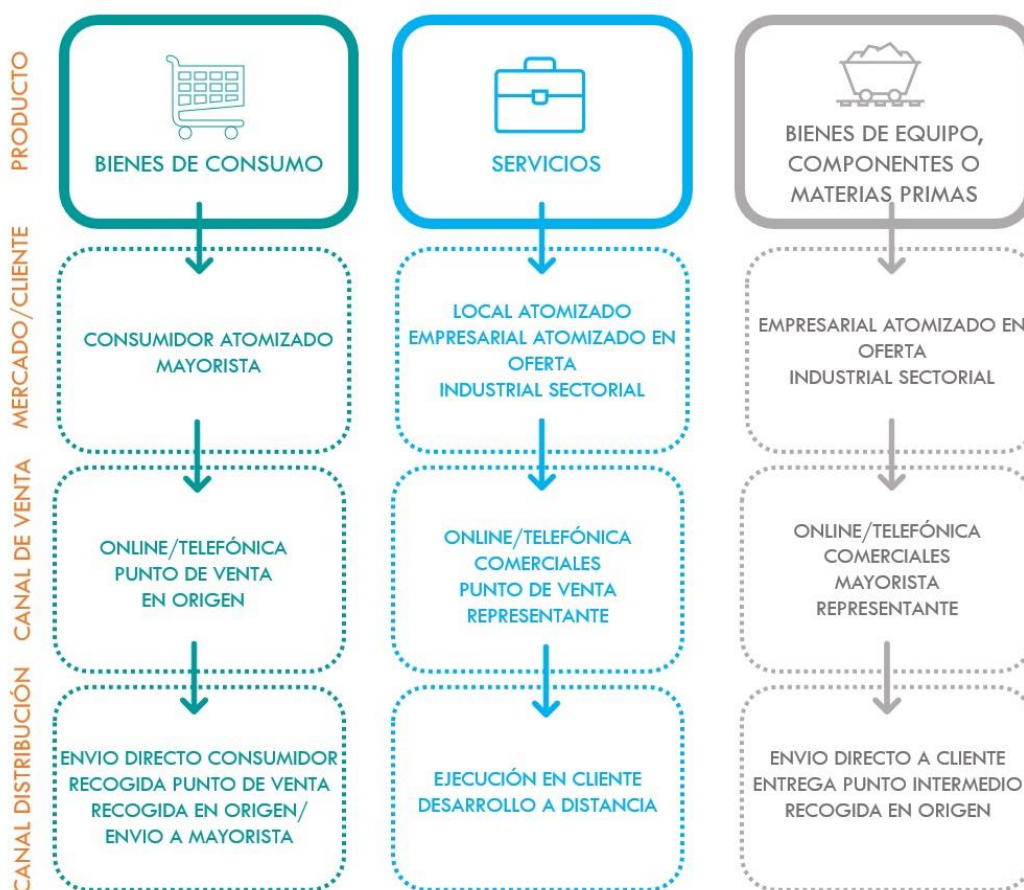 PRODUCTO
BIENES DE CONSUMO
SERVICIOS
BIENES DE EQUIPO,
COMPONENTES O
MATERIAS PRIMAS
MERCADO/CLIENTE
CONSUMIDOR ATOMIZADO
MAYORISTA
LOCAL ATOMIZADO
EMPRESARIAL ATOMIZADO EN
OFERTA
INDUSTRIAL SECTORIAL
EMPRESARIAL ATOMIZADO EN
OFERTA
INDUSTRIAL SECTORIAL
CANAL DE VENTA
ONLINE/TELEFÓNICA
PUNTO DE VENTA
EN ORIGEN
ONLINE/TELEFÓNICA
COMERCIALES
PUNTO DE VENTA
REPRESENTANTE
ONLINE/TELEFÓNICA
COMERCIALES
MAYORISTA
REPRESENTANTE
CANAL DISTRIBUCIÓN
ENVIO DIRECTO CONSUMIDOR
RECOGIDA PUNTO DE VENTA
RECOGIDA EN ORIGEN/
ENVIO A MAYORISTA
EJECUCIÓN EN CLIENTE
DESARROLLO A DISTANCIA
ENVIO DIRECTO A CLIENTE
ENTREGA PUNTO INTERMEDIO
RECOGIDA EN ORIGEN